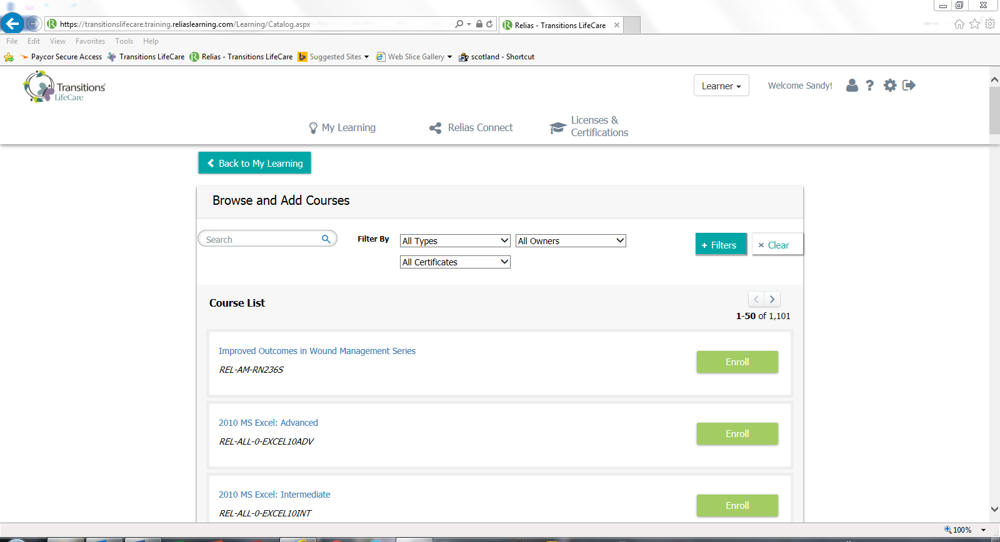 https://transitionslifecare.training.reliaslearning.com/Learning/Catalog.aspx
Relias - Transitions LifeCare
File Edit View Favorites Tools Help
Paycor Secure Access Transitions LifeCare Relias - Transitions LifeCare Suggested Sites Web Slice Gallery scotland - Shortcut
Transitions®
LifeCare
Learner
Welcome Sandy!
?
My Learning
Relias Connect
Licenses &
Certifications
Back to My Learning
Browse and Add Courses
Search
Filter By
All Types
All Owners
+ Filters
× Clear
All Certificates
Course List
1-50 of 1,101
Improved Outcomes in Wound Management Series
REL-AM-RN236S
Enroll
2010 MS Excel: Advanced
REL-ALL-0-EXCEL10ADV
Enroll
2010 MS Excel: Intermediate
REL-ALL-0-EXCEL10INT
Enroll
100%